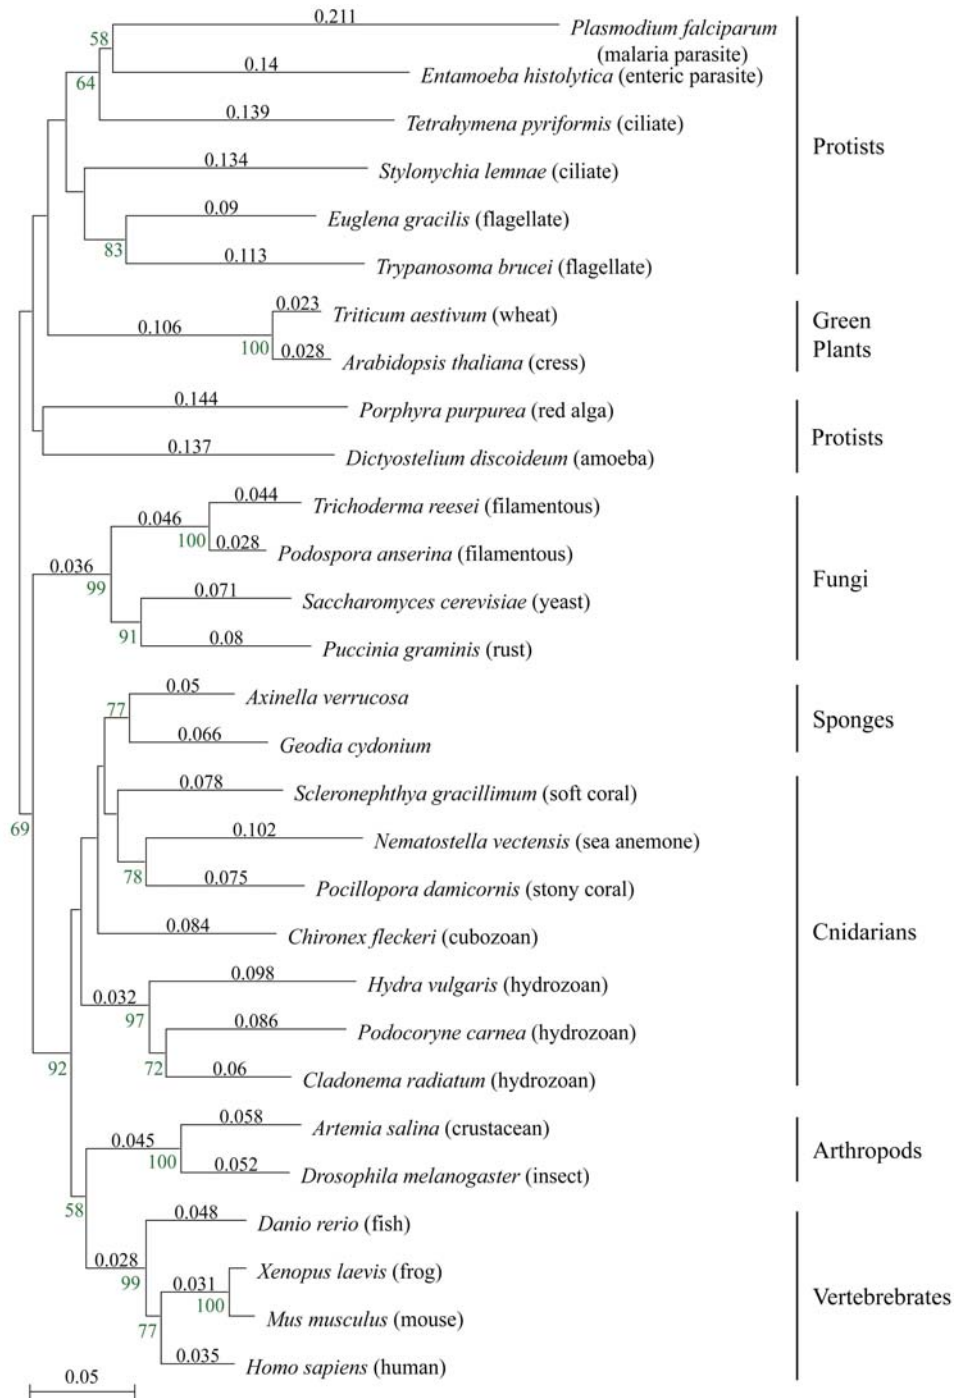 0.211
Plasmodium falciparum
(malaria parasite)
58
0.14
Entamoeba histolytica (enteric parasite)
64
0.139
Tetrahymena pyriformis (ciliate)
Protists
0.134
Stylonychia lemnae (ciliate)
0.09
Euglena gracilis (flagellate)
83
0.113
Trypanosoma brucei (flagellate)
0.023
Triticum aestivum (wheat)
0.106
Green
Plants
100
0.028
Arabidopsis thaliana (cress)
0.144
Porphyra purpurea (red alga)
Protists
0.137
Dictyostelium discoideum (amoeba)
0.044
Trichoderma reesei (filamentous)
0.046
100
0.028
Podospora anserina (filamentous)
0.036
99
Fungi
0.071
Saccharomyces cerevisiae (yeast)
91
0.08
Puccinia graminis (rust)
0.05
Axinella verrucosa
77
Sponges
0.066
Geodia cydonium
0.078
Scleronephthya gracillimum (soft coral)
69
0.102
Nematostella vectensis (sea anemone)
78
0.075
Pocillopora damicornis (stony coral)
0.084
Chironex fleckeri (cubozoan)
Cnidarians
0.098
Hydra vulgaris (hydrozoan)
0.032
97
0.086
Podocoryne carnea (hydrozoan)
92
72
0.06
Cladonema radiatum (hydrozoan)
0.058
Artemia salina (crustacean)
0.045
100
Arthropods
0.052
Drosophila melanogaster (insect)
58
0.048
Danio rerio (fish)
0.028
99
0.031
Xenopus laevis (frog)
100
Vertebrebrates
Mus musculus (mouse)
77
0.035
Homo sapiens (human)
0.05